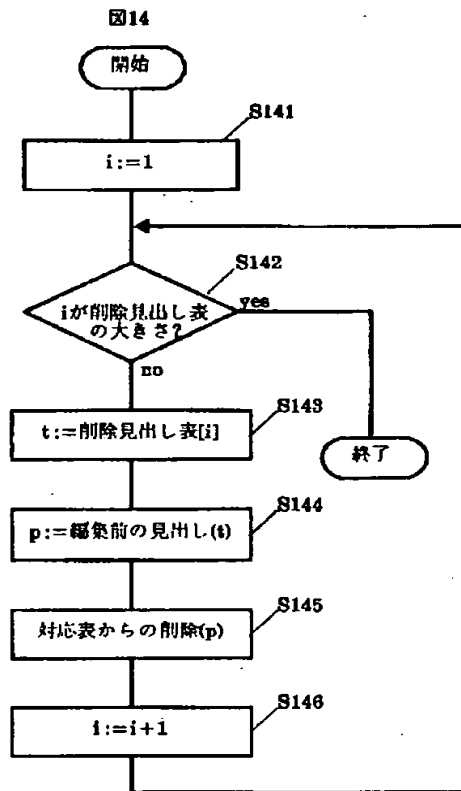 図14
開始
S141
i:=1
S142
iが削除見出し表
の大きさ?
yes
no
S143
t:=削除見出し表[i]
終了
S144
p:=編集前の見出し(t)
S145
対応表からの削除(p)
S146
i:=i+1